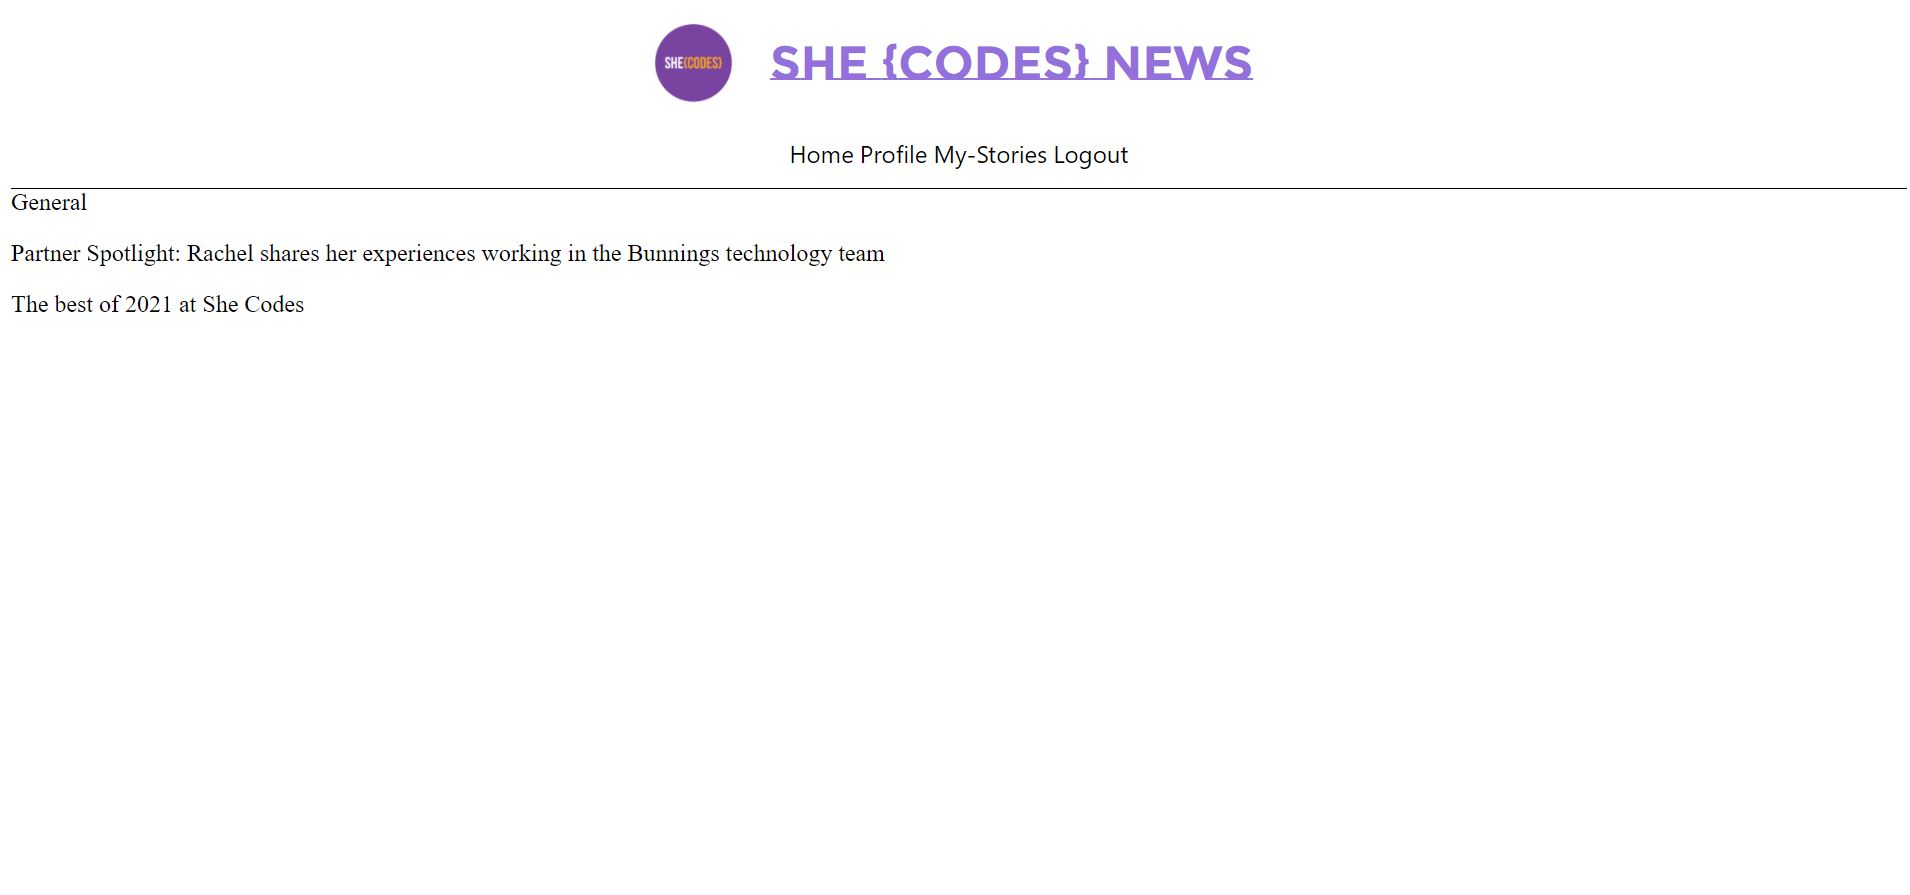 SHE{CODES}
SHE {CODES} NEWS
Home Profile My-Stories Logout
General
Partner Spotlight: Rachel shares her experiences working in the Bunnings technology team
The best of 2021 at She Codes